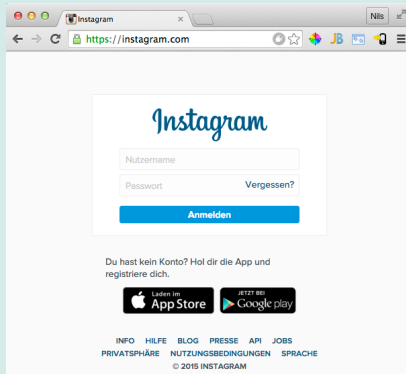 Instagram
Nils
https://instagram.com
JB
Instagram
Nutzername
Passwort
Vergessen?
Anmelden
Du hast kein Konto? Hol dir die App und
registriere dich.
Laden im
App Store
JETZT BEI
Google play
INFO HILFE BLOG PRESSE API JOBS
PRIVATSPHÄRE NUTZUNGSBEDINGUNGEN SPRACHE
© 2015 INSTAGRAM